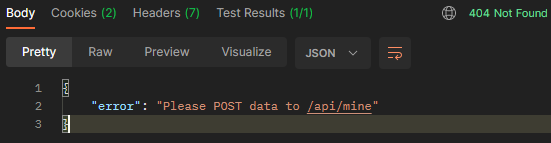 Body Cookies (2) Headers (7) Test Results (1/1) 404 Not Found
Pretty Raw Preview Visualize JSON
1 {
2 "error": "Please POST data to /api/mine"
3 }